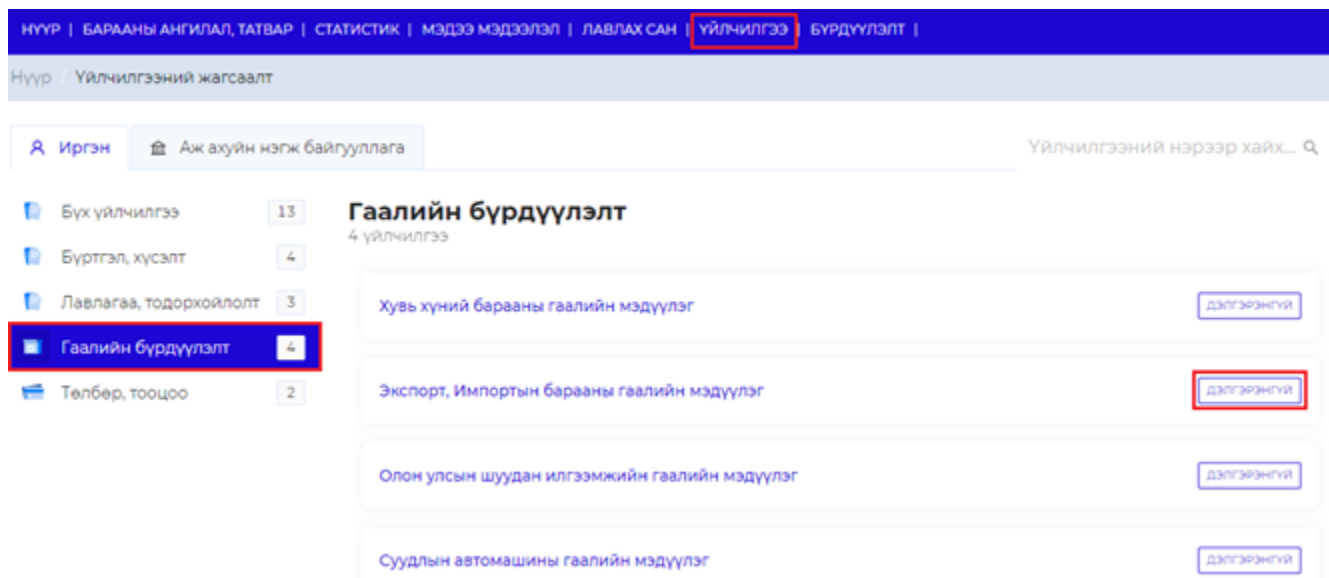 НҮҮР | БАРААНЫ АНГИЛАЛ, ТАТВАР | СТАТИСТИК | МЭДЭЭ МЭДЭЭЛЭЛ | ЛАВЛАХ САН | ҮЙЛЧИЛГЭЭ | БҮРДҮҮЛЭЛТ |
Нүүр / Үйлчилгээний жагсаалт
Иргэн Аж ахуйн нэгж байгууллага Үйлчилгээний нэрээр хайх...
Бүх үйлчилгээ 13
Бүртгэл, хүсэлт 4
Лавлагаа, тодорхойлолт 3
Гаалийн бүрдүүлэлт 4
Төлбөр, тооцоо 2
Гаалийн бүрдүүлэлт
4 үйлчилгээ
Хувь хүний барааны гаалийн мэдүүлэг ДЭЛГЭРЭНГҮЙ
Экспорт, Импортын барааны гаалийн мэдүүлэг ДЭЛГЭРЭНГҮЙ
Олон улсын шуудан илгээмжийн гаалийн мэдүүлэг ДЭЛГЭРЭНГҮЙ
Суудлын автомашины гаалийн мэдүүлэг ДЭЛГЭРЭНГҮЙ